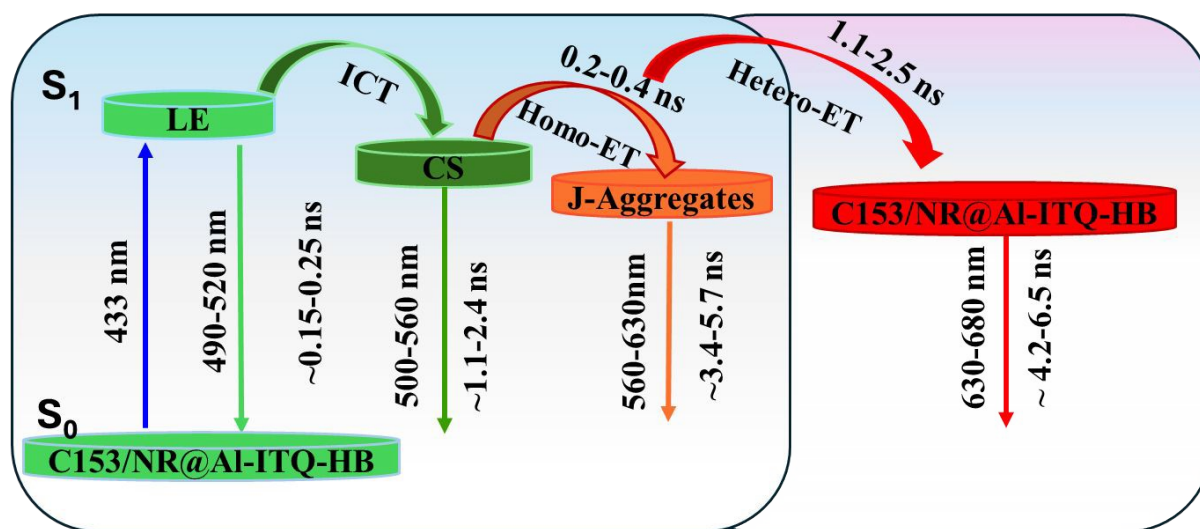 S1
LE
ICT
CS
0.2-0.4 ns
Homo-ET
J-Aggregates
1.1-2.5 ns
Hetero-ET
C153/NR@Al-ITQ-HB
433 nm
490-520 nm
~0.15-0.25 ns
500-560 nm
~1.1-2.4 ns
560-630nm
~3.4-5.7 ns
630-680 nm
~ 4.2-6.5 ns
S0
C153/NR@Al-ITQ-HB